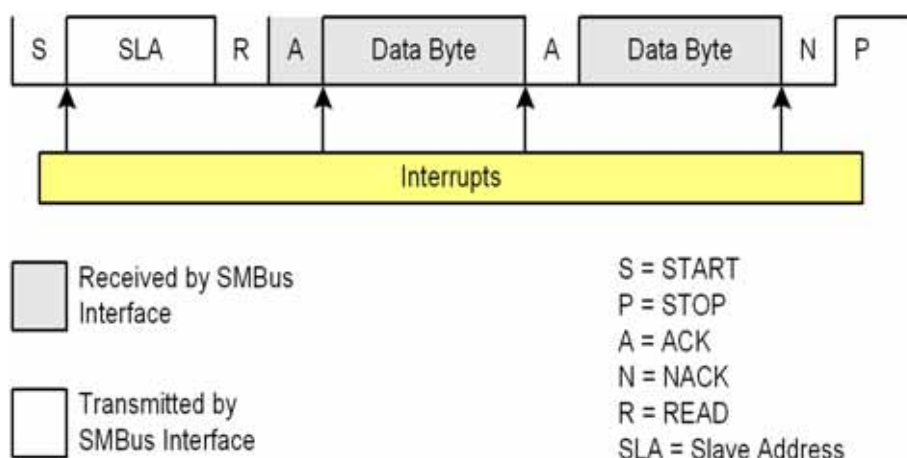 S SLA R A Data Byte A Data Byte N P
Interrupts
Received by SMBus
Interface
Transmitted by
SMBus Interface
S = START
P = STOP
A = ACK
N = NACK
R = READ
SLA = Slave Address